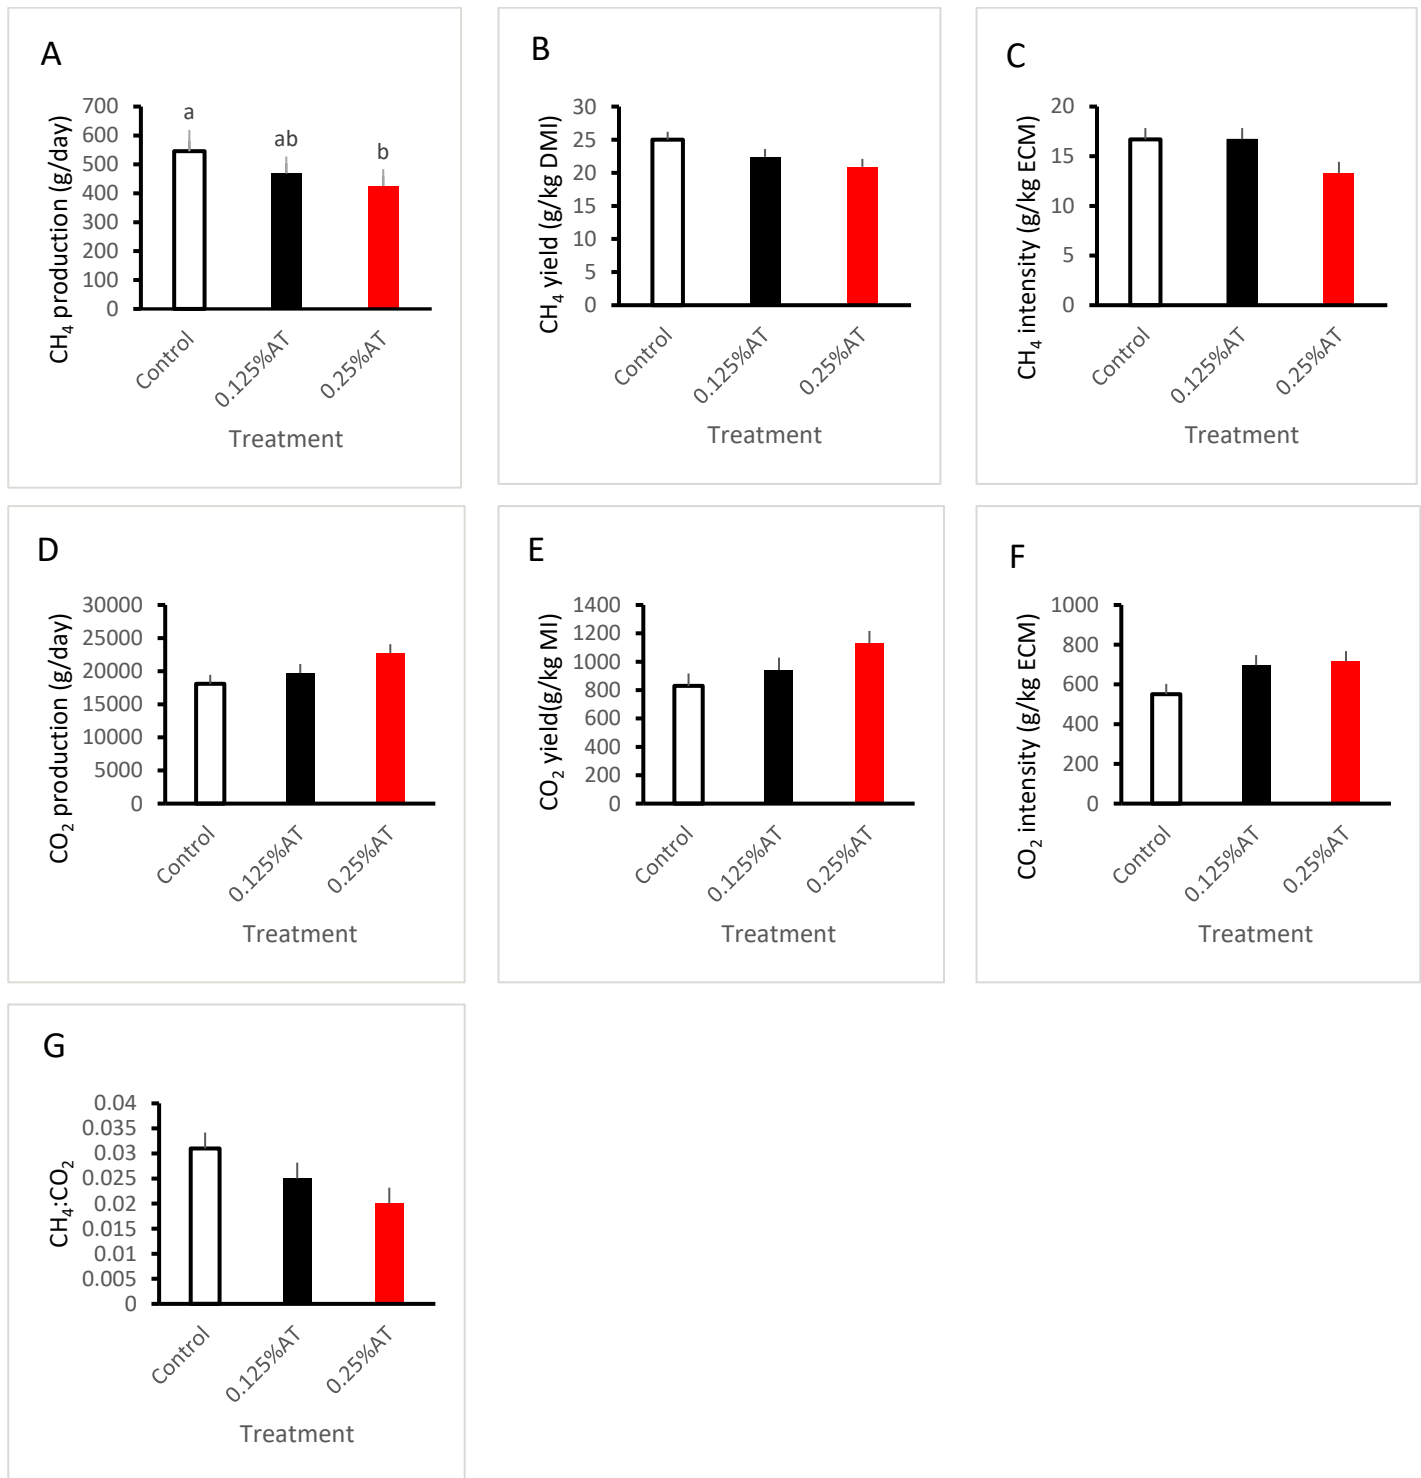 A
CH₄ production (g/day)
700
600
500
400
300
200
100
0
a
ab
b
Control
0.125%AT
0.25%AT
Treatment
B
CH₄ yield (g/kg DMI)
30
25
20
15
10
5
0
Control
0.125%AT
0.25%AT
Treatment
C
CH₄ intensity (g/kg ECM)
20
15
10
5
0
Control
0.125%AT
0.25%AT
Treatment
D
CO₂ production (g/day)
30000
25000
20000
15000
10000
5000
0
Control
0.125%AT
0.25%AT
Treatment
E
CO₂ yield(g/kg MI)
1400
1200
1000
800
600
400
200
0
Control
0.125%AT
0.25%AT
Treatment
F
CO₂ intensity (g/kg ECM)
1000
800
600
400
200
0
Control
0.125%AT
0.25%AT
Treatment
G
CH₄:CO₂
0.04
0.035
0.03
0.025
0.02
0.015
0.01
0.005
0
Control
0.125%AT
0.25%AT
Treatment